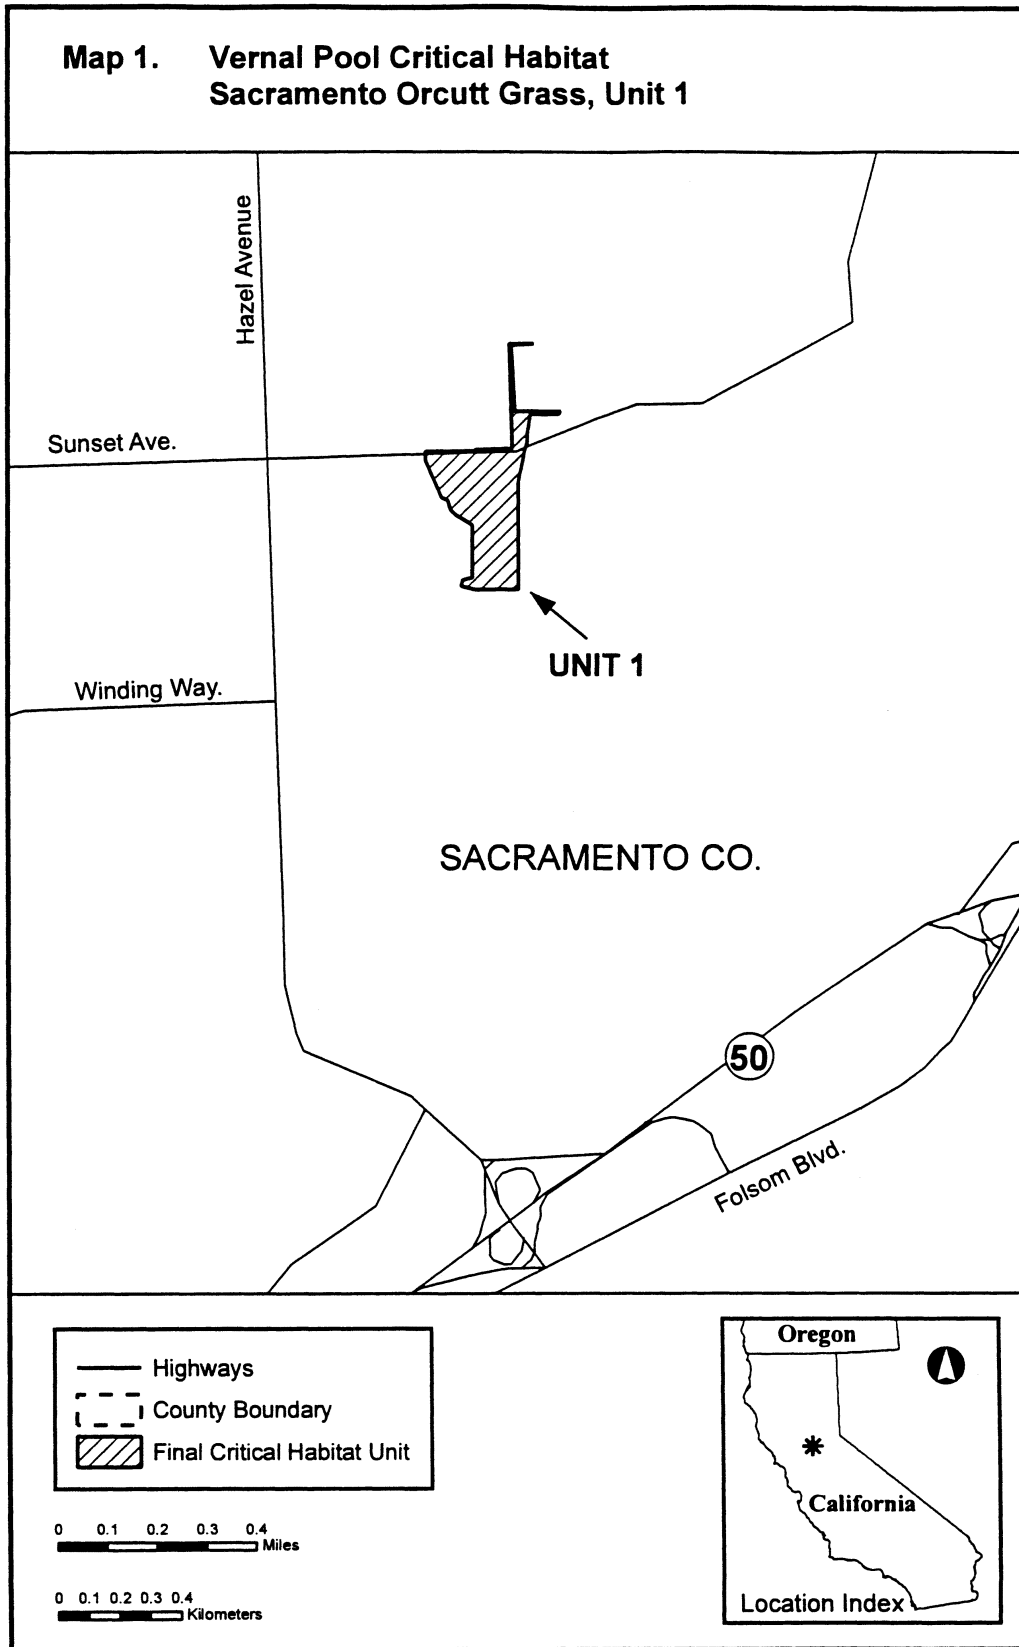 Map 1. Vernal Pool Critical Habitat
Sacramento Orcutt Grass, Unit 1
Hazel Avenue
Sunset Ave.
UNIT 1
Winding Way.
SACRAMENTO CO.
50
Folsom Blvd.
Highways
County Boundary
Final Critical Habitat Unit
0 0.1 0.2 0.3 0.4
Miles
0 0.1 0.2 0.3 0.4
Kilometers
Oregon
California
Location Index